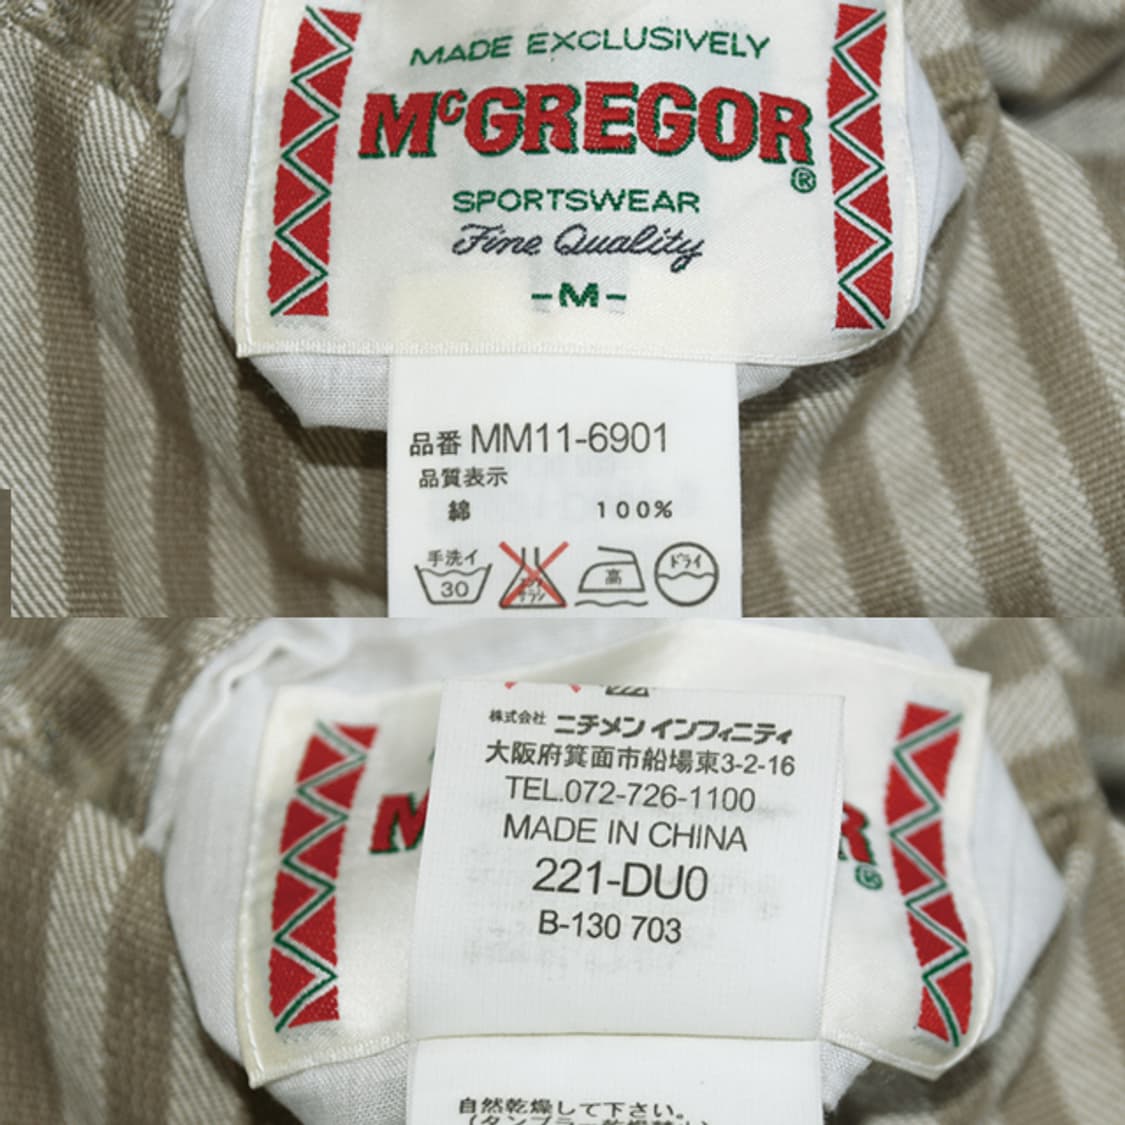 MADE EXCLUSIVELY
McGREGOR®
SPORTSWEAR
Fine Quality
-M-
品番 MM11-6901
品質表示
綿 100%
手洗イ 30 高 ドライ
株式会社 ニチメン インフィニティ
大阪府箕面市船場東3-2-16
TEL.072-726-1100
MADE IN CHINA
221-DU0
B-130 703
M R®
自然乾燥して下さい。